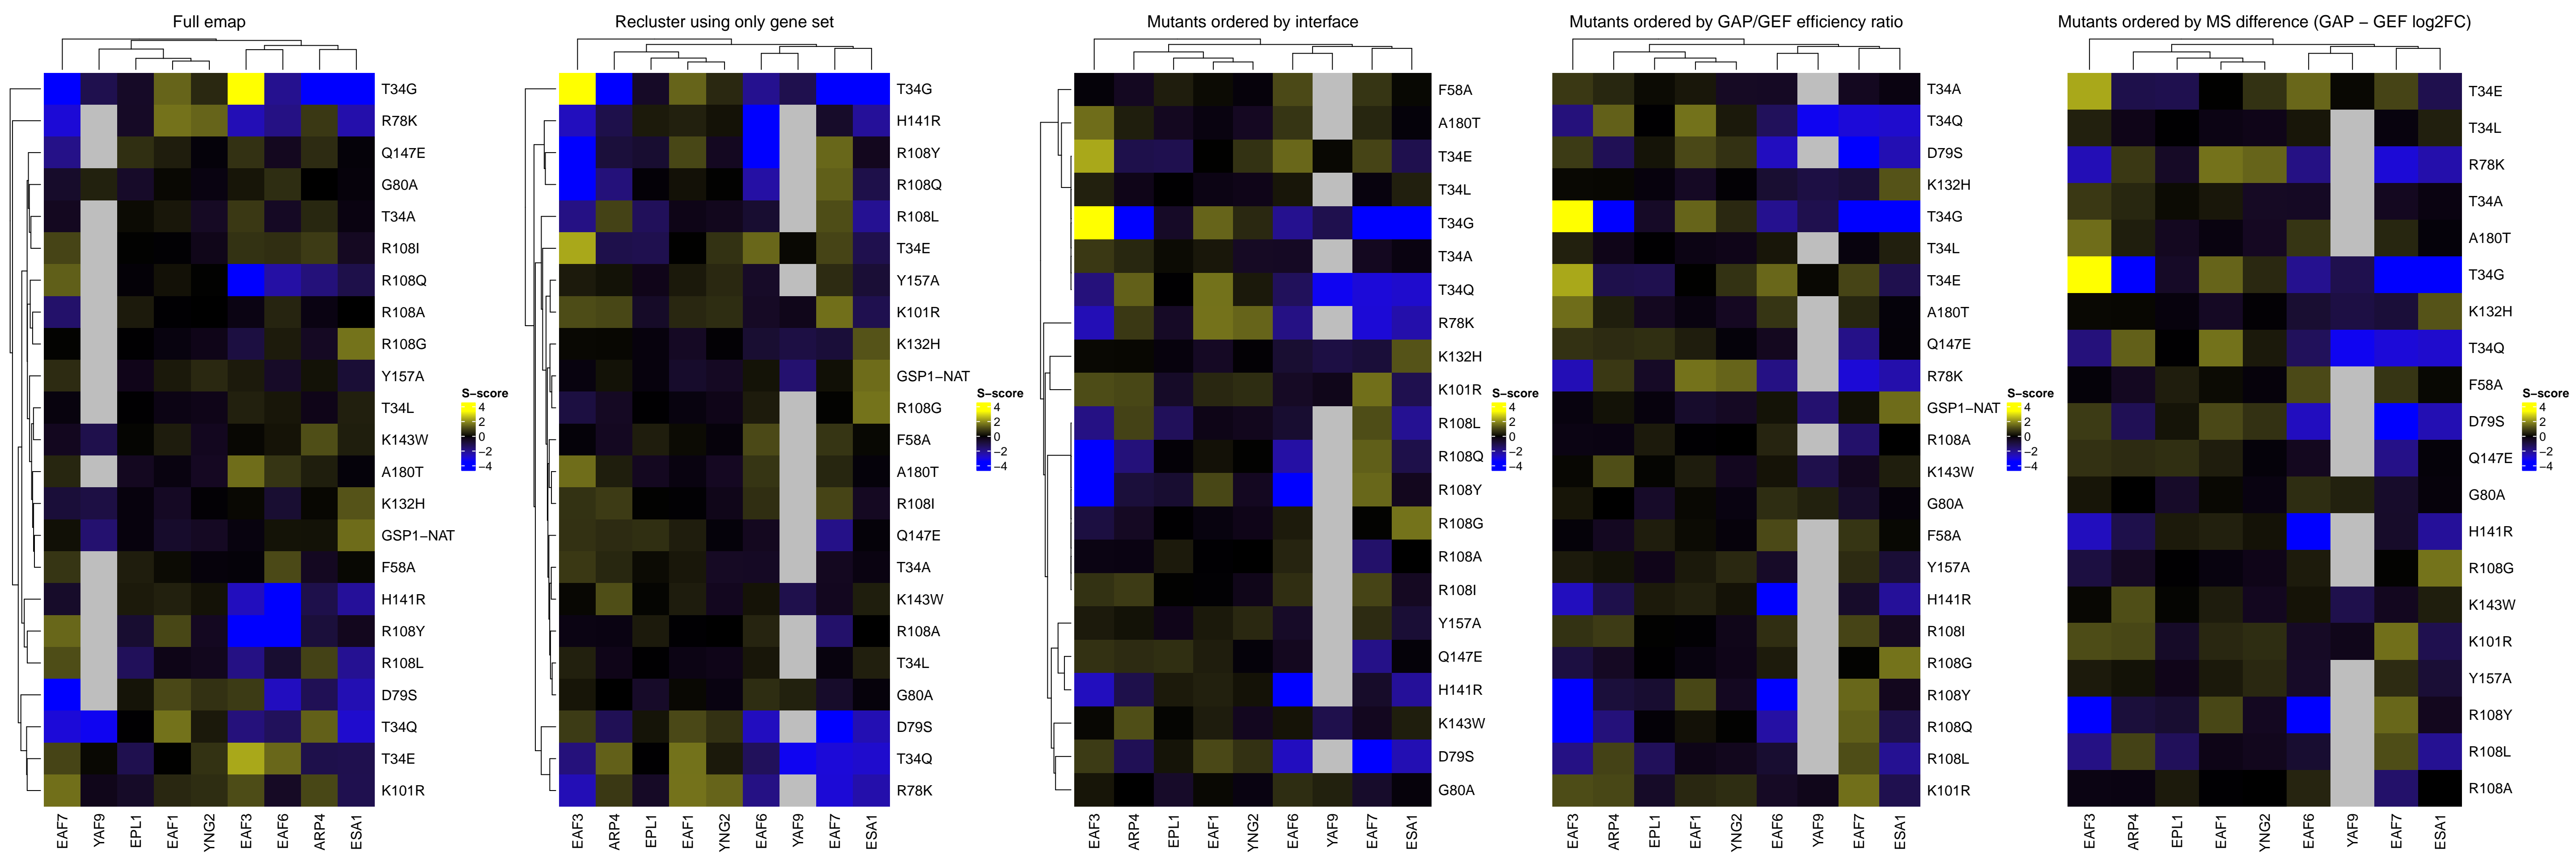 Full emap
T34G
R78K
Q147E
G80A
T34A
R108I
R108Q
R108A
R108G
Y157A
T34L
K143W
A180T
K132H
GSP1−NAT
F58A
H141R
R108Y
R108L
D79S
T34Q
T34E
K101R
EAF7
YAF9
EPL1
EAF1
YNG2
EAF3
EAF6
ARP4
ESA1
S−score
4
2
0
−2
−4
Recluster using only gene set
T34G
H141R
R108Y
R108Q
R108L
T34E
Y157A
K101R
K132H
GSP1−NAT
R108G
F58A
A180T
R108I
Q147E
T34A
K143W
R108A
T34L
G80A
D79S
T34Q
R78K
EAF3
ARP4
EPL1
EAF1
YNG2
EAF6
YAF9
EAF7
ESA1
S−score
4
2
0
−2
−4
Mutants ordered by interface
F58A
A180T
T34E
T34L
T34G
T34A
T34Q
R78K
K132H
K101R
R108L
R108Q
R108Y
R108G
R108A
R108I
Y157A
Q147E
H141R
K143W
D79S
G80A
EAF3
ARP4
EPL1
EAF1
YNG2
EAF6
YAF9
EAF7
ESA1
S−score
4
2
0
−2
−4
Mutants ordered by GAP/GEF efficiency ratio
T34A
T34Q
D79S
K132H
T34G
T34L
T34E
A180T
Q147E
R78K
GSP1−NAT
R108A
K143W
G80A
F58A
Y157A
H141R
R108I
R108G
R108Y
R108Q
R108L
K101R
EAF3
ARP4
EPL1
EAF1
YNG2
EAF6
YAF9
EAF7
ESA1
S−score
4
2
0
−2
−4
Mutants ordered by MS difference (GAP − GEF log2FC)
T34E
T34L
R78K
T34A
A180T
T34G
K132H
T34Q
F58A
D79S
Q147E
G80A
H141R
R108G
K143W
K101R
Y157A
R108Y
R108L
R108A
EAF3
ARP4
EPL1
EAF1
YNG2
EAF6
YAF9
EAF7
ESA1
S−score
4
2
0
−2
−4